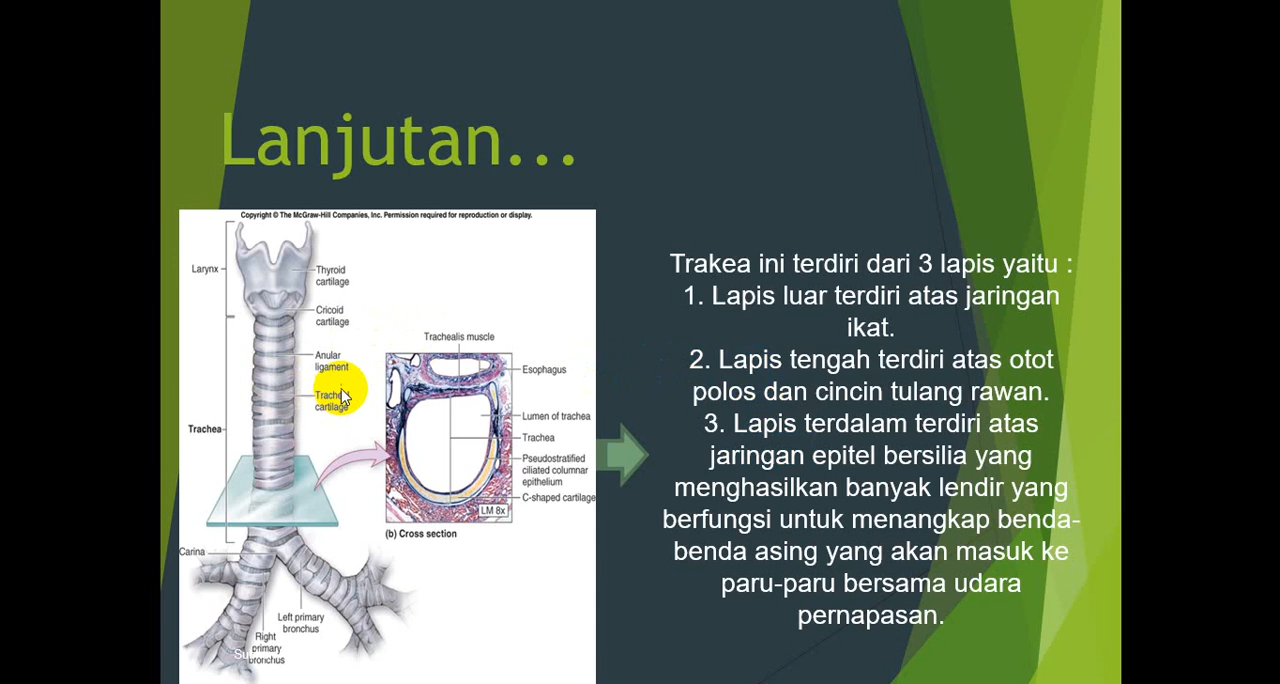 Lanjutan...
Copyright © The McGraw-Hill Companies, Inc. Permission required for reproduction or display.
Larynx
Thyroid
cartilage
Cricoid
cartilage
Anular
ligament
cartilage
Trachea
Carina
Left primary
bronchus
Right
primary
bronchus
Trachealis muscle
Esophagus
Lumen of trachea
Trachea
Pseudostratified
ciliated columnar
epithelium
C-shaped cartilage
LM 8x
(b) Cross section
Trakea ini terdiri dari 3 lapis yaitu :
1. Lapis luar terdiri atas jaringan
ikat.
2. Lapis tengah terdiri atas otot
polos dan cincin tulang rawan.
3. Lapis terdalam terdiri atas
jaringan epitel bersilia yang
menghasilkan banyak lendir yang
berfungsi untuk menangkap benda-
benda asing yang akan masuk ke
paru-paru bersama udara
pernapasan.